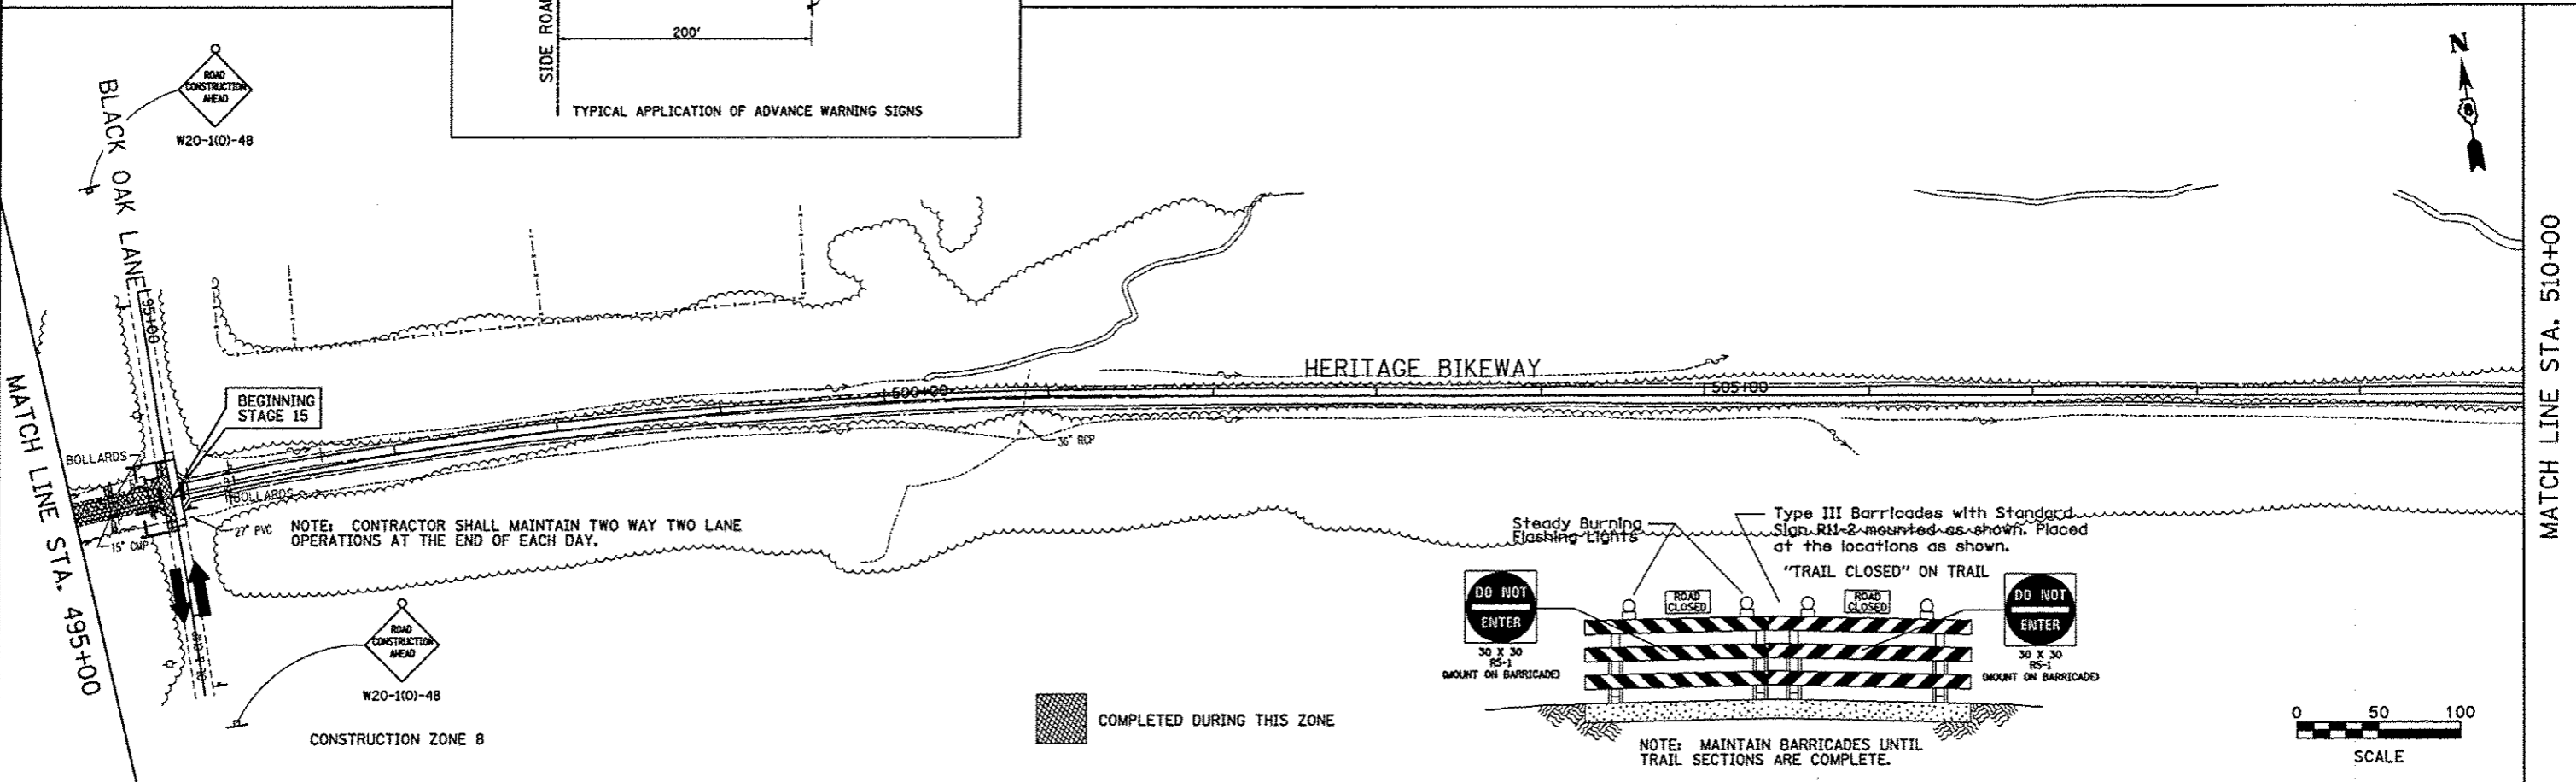 SIDE ROAD
200'
TYPICAL APPLICATION OF ADVANCE WARNING SIGNS
N
ROAD
CONSTRUCTION
AHEAD
W20-1(0)-48
BLACK OAK LANE
95+00
MATCH LINE STA. 495+00
MATCH LINE STA. 510+00
HERITAGE BIKEWAY
500+00
505+00
BEGINNING
STAGE 15
BOLLARDS
BOLLARDS
36" RCP
27" PVC
15" CMP
NOTE: CONTRACTOR SHALL MAINTAIN TWO WAY TWO LANE
OPERATIONS AT THE END OF EACH DAY.
ROAD
CONSTRUCTION
AHEAD
W20-1(0)-48
CONSTRUCTION ZONE 8
COMPLETED DURING THIS ZONE
Steady Burning
Flashing Lights
Type III Barricades with Standard
Sign R11-2 mounted as shown. Placed
at the locations as shown.
"TRAIL CLOSED" ON TRAIL
DO NOT
ENTER
30 X 30
R5-1
(MOUNT ON BARRICADE)
ROAD
CLOSED
ROAD
CLOSED
DO NOT
ENTER
30 X 30
R5-1
(MOUNT ON BARRICADE)
NOTE: MAINTAIN BARRICADES UNTIL
TRAIL SECTIONS ARE COMPLETE.
0 50 100
SCALE